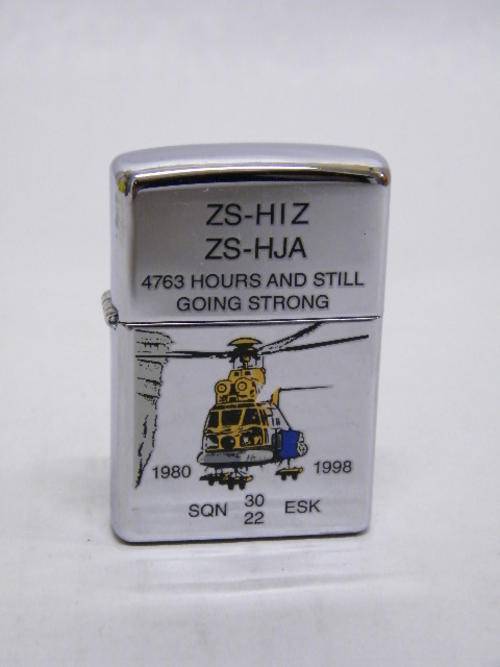 ZS-HIZ
ZS-HJA
4763 HOURS AND STILL
GOING STRONG
1980 1998
SQN 30 ESK
22